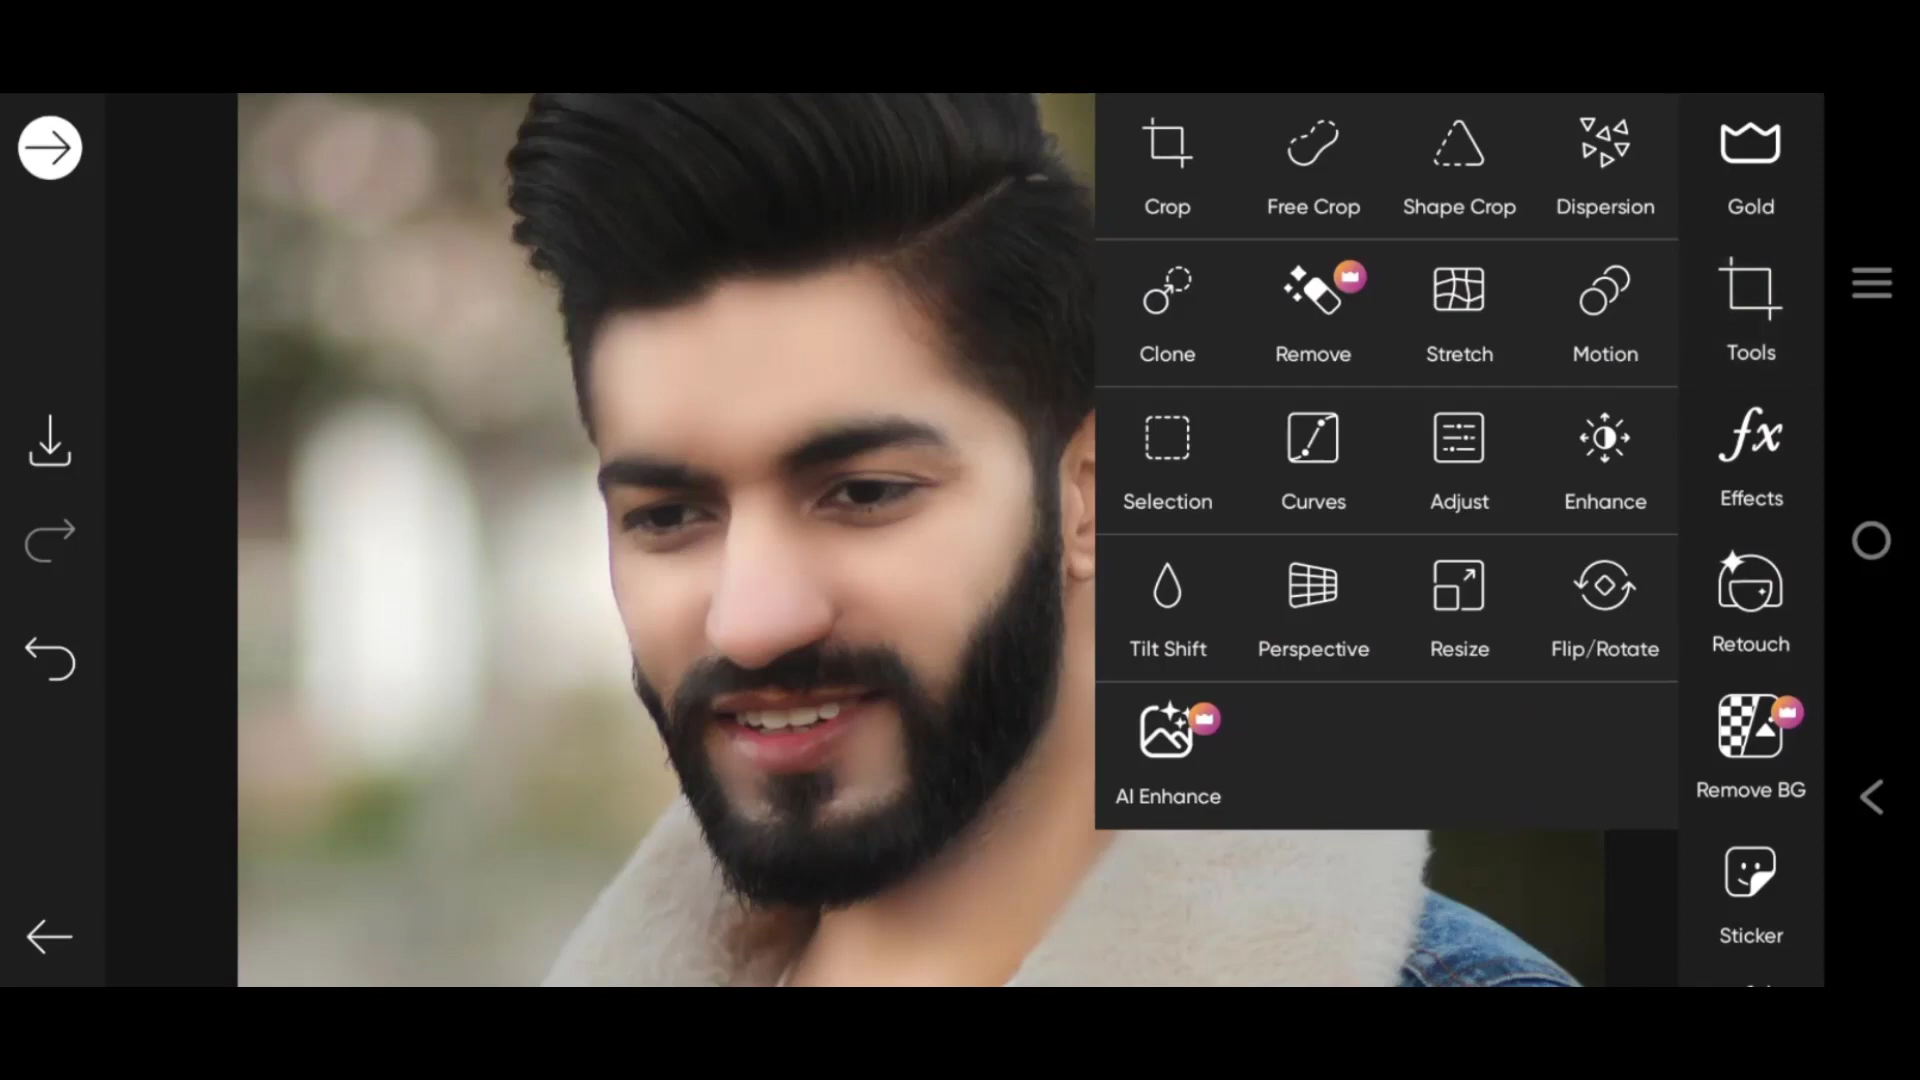 Crop Free Crop Shape Crop Dispersion Gold
Clone Remove Stretch Motion Tools
Selection Curves Adjust Enhance Effects
Tilt Shift Perspective Resize Flip/Rotate Retouch
AI Enhance Remove BG
Sticker